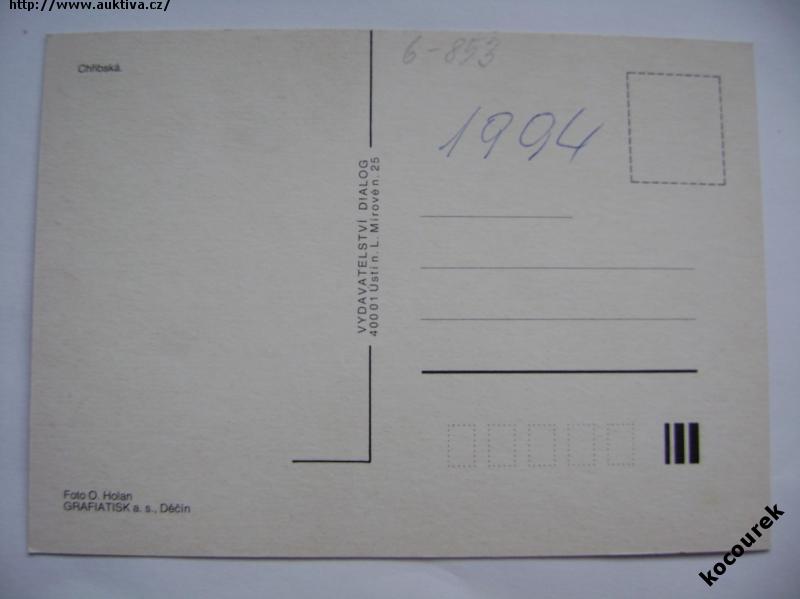 http://www.auktiva.cz/
Chřibská.
6-853
1994
VYDAVATELSTVÍ DIALOG
400 01 Ústí n. L. Mírové n. 25
Foto O. Holan
GRAFIATISK a. s., Děčín
kocourek